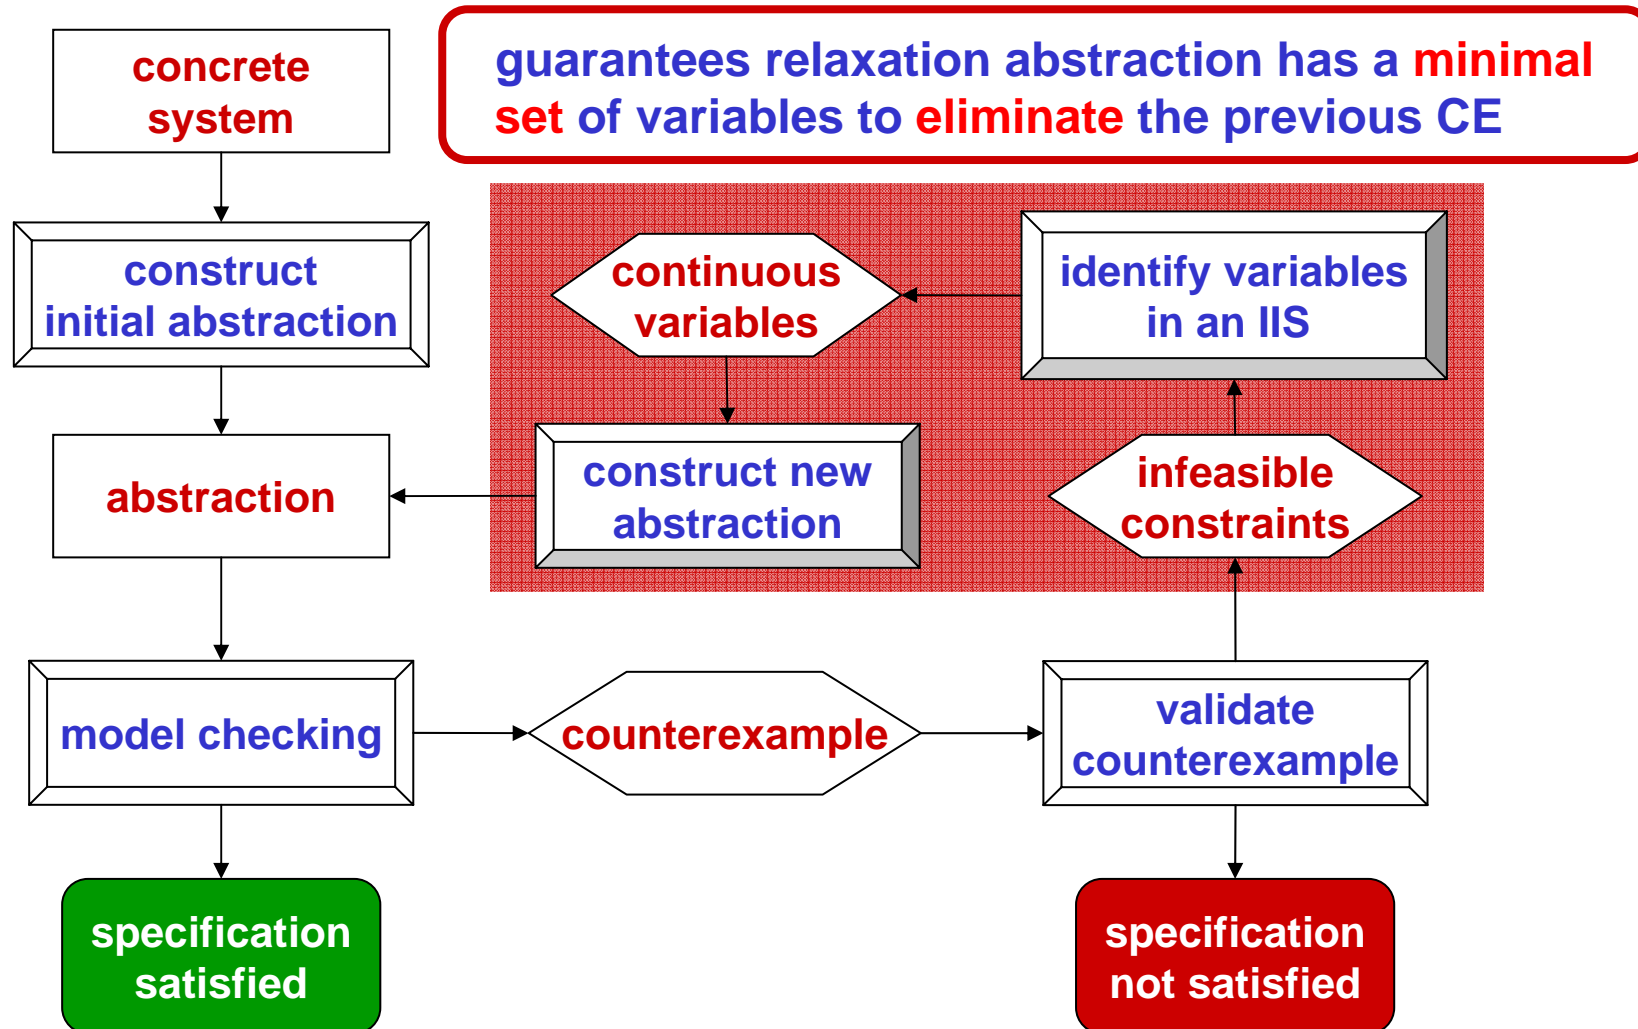 concrete
system
guarantees relaxation abstraction has a minimal
set of variables to eliminate the previous CE
construct
initial abstraction
continuous
variables
identify variables
in an IIS
abstraction
construct new
abstraction
infeasible
constraints
model checking
counterexample
validate
counterexample
specification
satisfied
specification
not satisfied